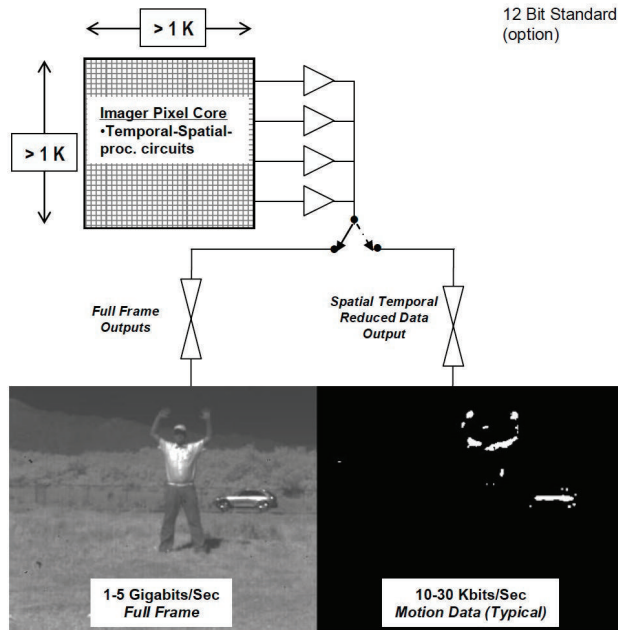 > 1 K
12 Bit Standard
(option)
> 1 K
Imager Pixel Core
•Temporal-Spatial-
proc. circuits
Full Frame
Outputs
Spatial Temporal
Reduced Data
Output
1-5 Gigabits/Sec
Full Frame
10-30 Kbits/Sec
Motion Data (Typical)